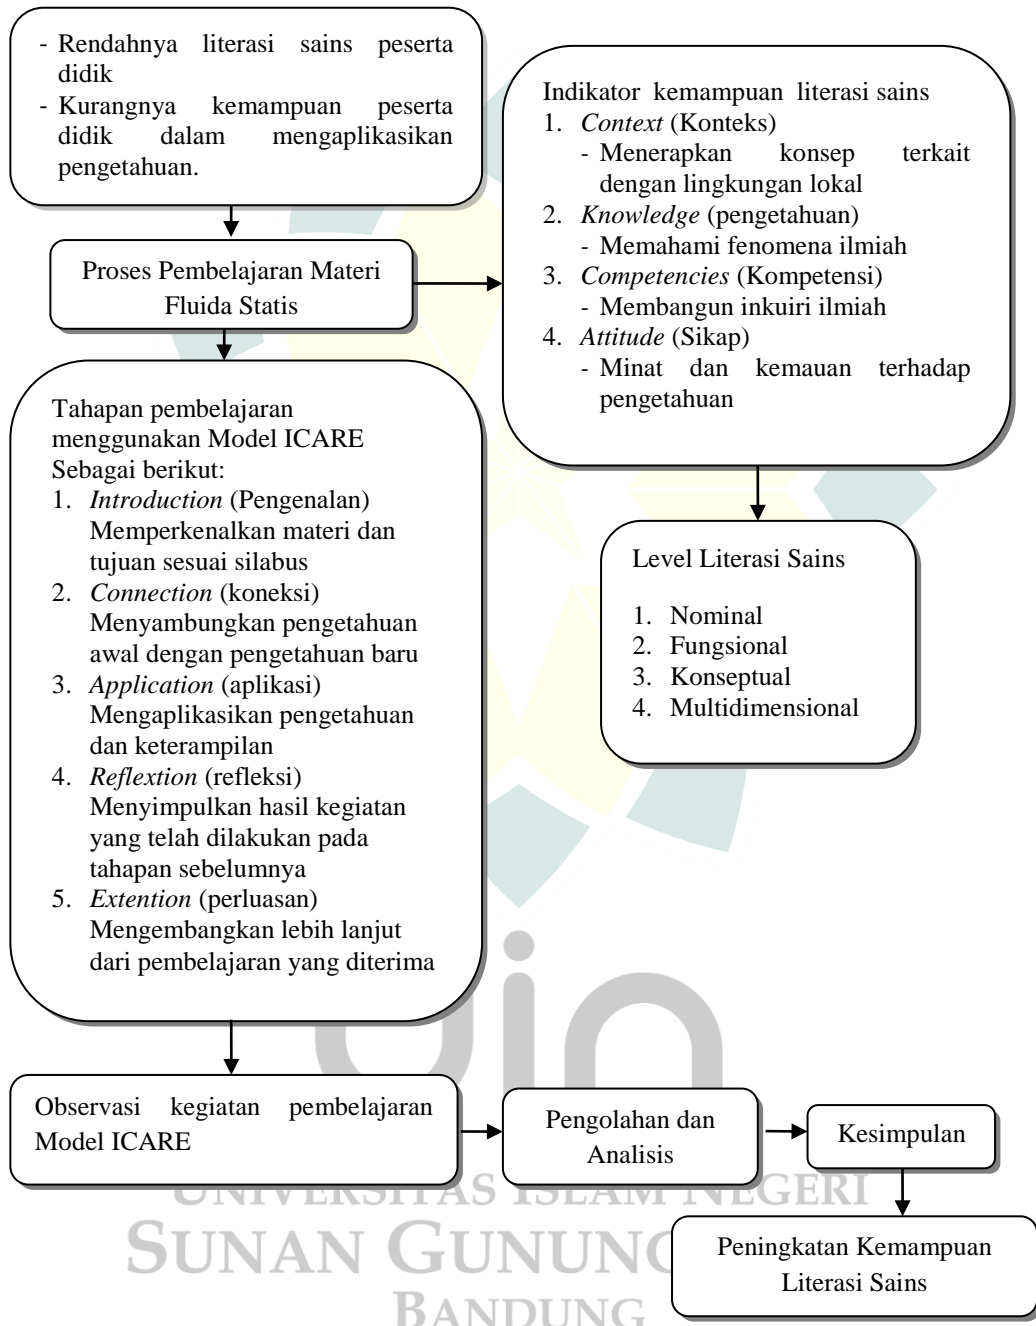 - Rendahnya literasi sains peserta
didik
- Kurangnya kemampuan peserta
didik dalam mengaplikasikan
pengetahuan.
Proses Pembelajaran Materi
Fluida Statis
Indikator kemampuan literasi sains
1. Context (Konteks)
- Menerapkan konsep terkait
dengan lingkungan lokal
2. Knowledge (pengetahuan)
- Memahami fenomena ilmiah
3. Competencies (Kompetensi)
- Membangun inkuiri ilmiah
4. Attitude (Sikap)
- Minat dan kemauan terhadap
pengetahuan
Tahapan pembelajaran
menggunakan Model ICARE
Sebagai berikut:
1. Introduction (Pengenalan)
Memperkenalkan materi dan
tujuan sesuai silabus
2. Connection (koneksi)
Menyambungkan pengetahuan
awal dengan pengetahuan baru
3. Application (aplikasi)
Mengaplikasikan pengetahuan
dan keterampilan
4. Reflextion (refleksi)
Menyimpulkan hasil kegiatan
yang telah dilakukan pada
tahapan sebelumnya
5. Extention (perluasan)
Mengembangkan lebih lanjut
dari pembelajaran yang diterima
Level Literasi Sains
1. Nominal
2. Fungsional
3. Konseptual
4. Multidimensional
Observasi kegiatan pembelajaran
Model ICARE
Pengolahan dan
Analisis
Kesimpulan
Peningkatan Kemampuan
Literasi Sains
uin
UNIVERSITAS ISLAM NEGERI
SUNAN GUNUNG
BANDUNG